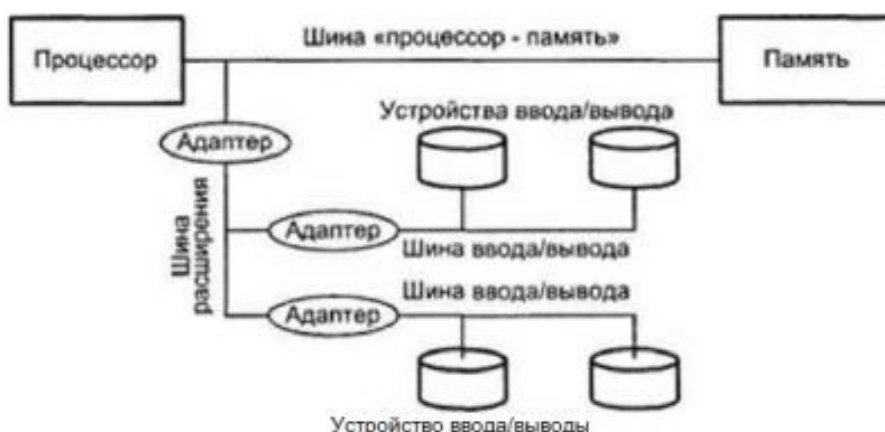 Шина «процессор - память»
Процессор
Память
Устройства ввода/вывода
Адаптер
Шина
расширения
Адаптер
Шина ввода/вывода
Шина ввода/вывода
Адаптер
Устройство ввода/выводы